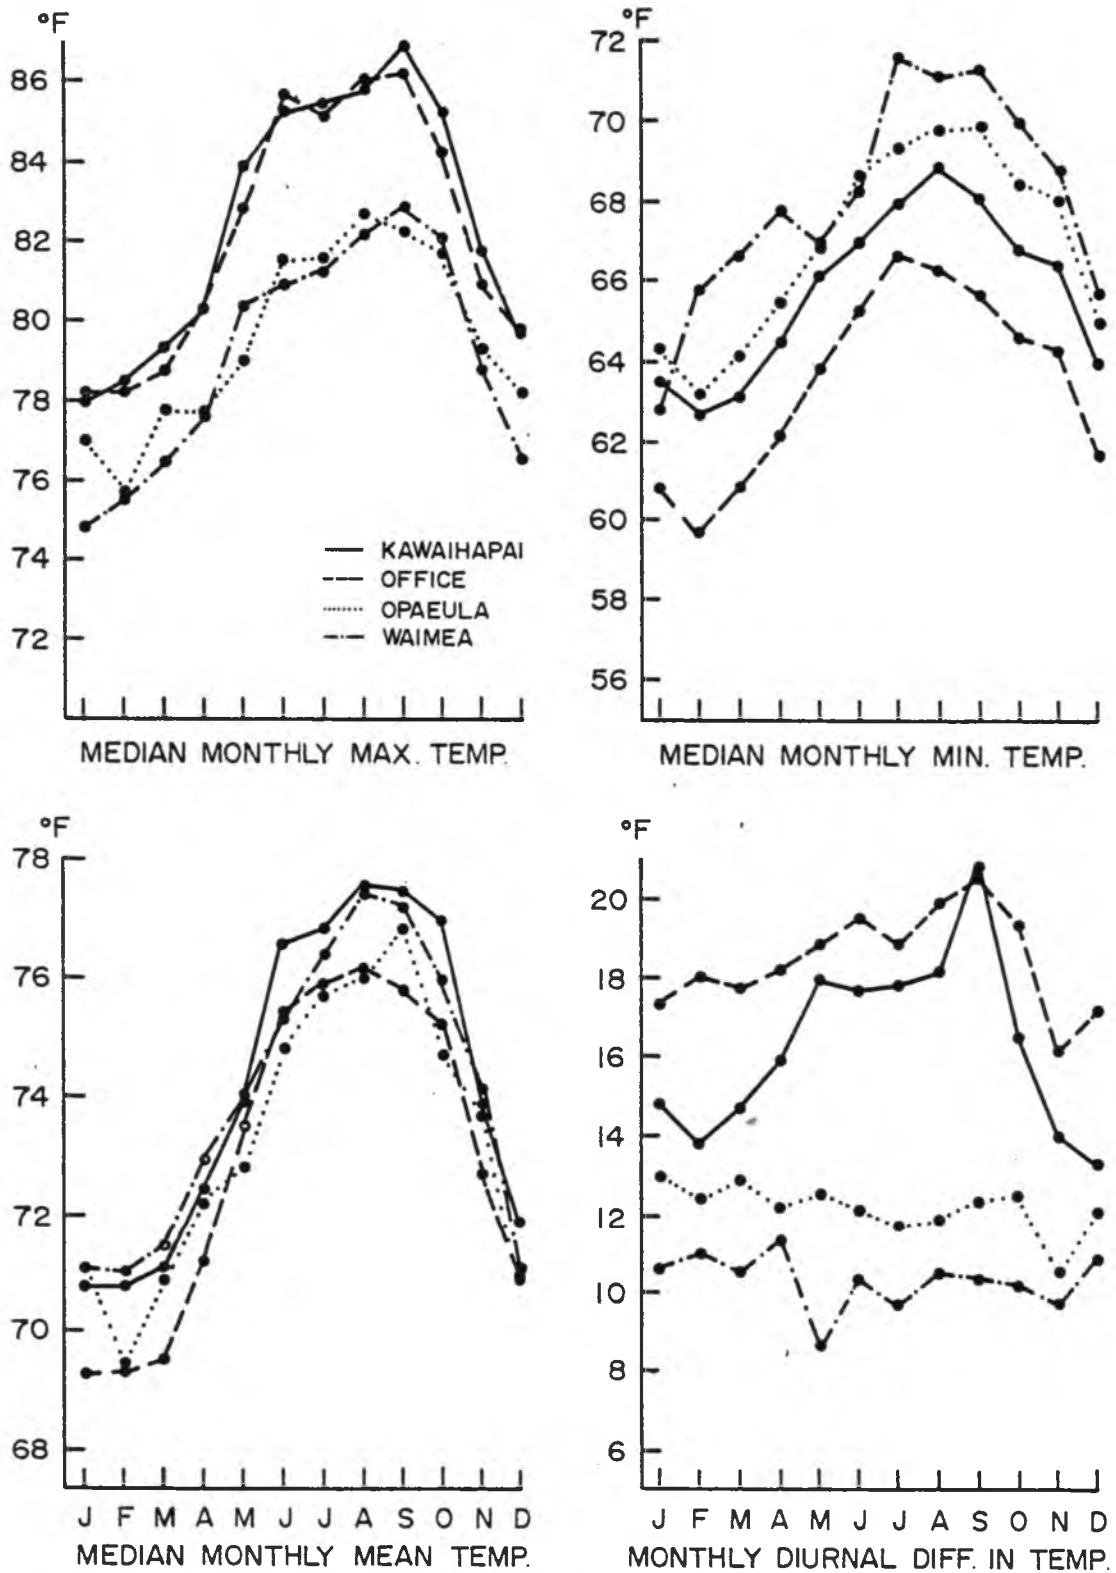 °F
86
84
82
80
78
76
74
72
KAWAIHAPAI
OFFICE
OPAEULA
WAIMEA
MEDIAN MONTHLY MAX. TEMP.
°F
72
70
68
66
64
62
60
58
56
MEDIAN MONTHLY MIN. TEMP.
°F
78
76
74
72
70
68
J F M A M J J A S O N D
MEDIAN MONTHLY MEAN TEMP.
°F
20
18
16
14
12
10
8
6
J F M A M J J A S O N D
MONTHLY DIURNAL DIFF. IN TEMP.